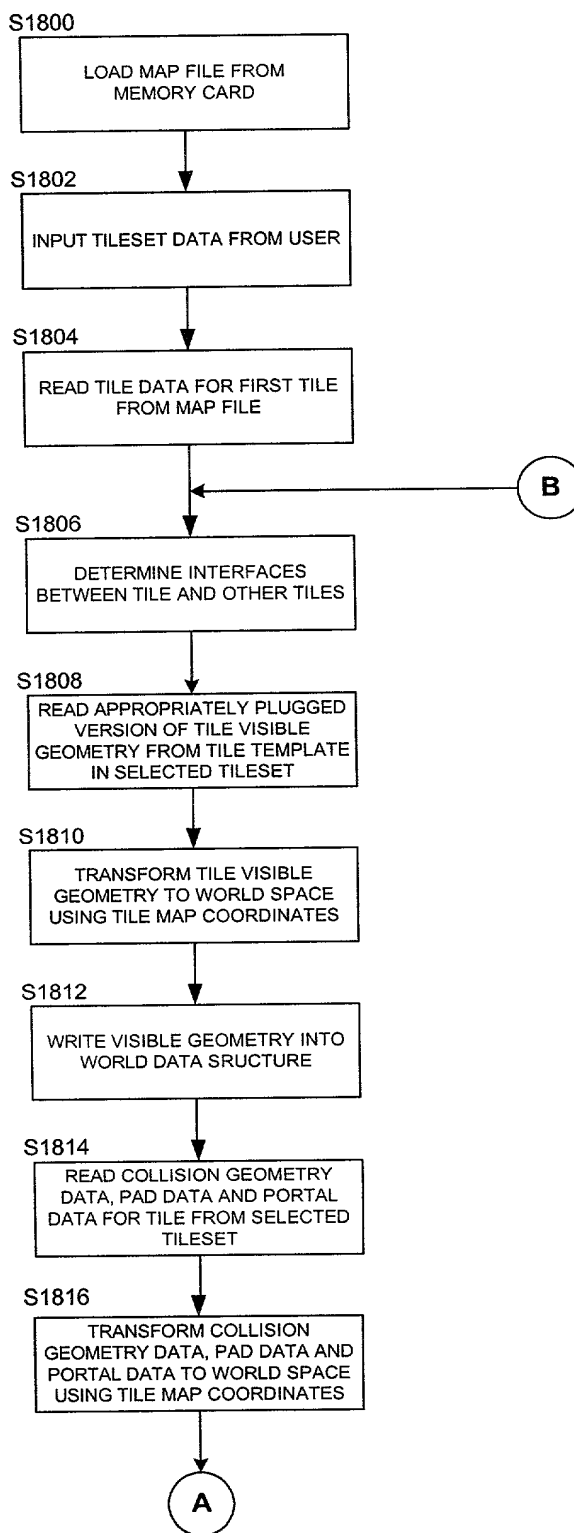 S1800
LOAD MAP FILE FROM
MEMORY CARD
S1802
INPUT TILESET DATA FROM USER
S1804
READ TILE DATA FOR FIRST TILE
FROM MAP FILE
B
S1806
DETERMINE INTERFACES
BETWEEN TILE AND OTHER TILES
S1808
READ APPROPRIATELY PLUGGED
VERSION OF TILE VISIBLE
GEOMETRY FROM TILE TEMPLATE
IN SELECTED TILESET
S1810
TRANSFORM TILE VISIBLE
GEOMETRY TO WORLD SPACE
USING TILE MAP COORDINATES
S1812
WRITE VISIBLE GEOMETRY INTO
WORLD DATA SRUCTURE
S1814
READ COLLISION GEOMETRY
DATA, PAD DATA AND PORTAL
DATA FOR TILE FROM SELECTED
TILESET
S1816
TRANSFORM COLLISION
GEOMETRY DATA, PAD DATA AND
PORTAL DATA TO WORLD SPACE
USING TILE MAP COORDINATES
A